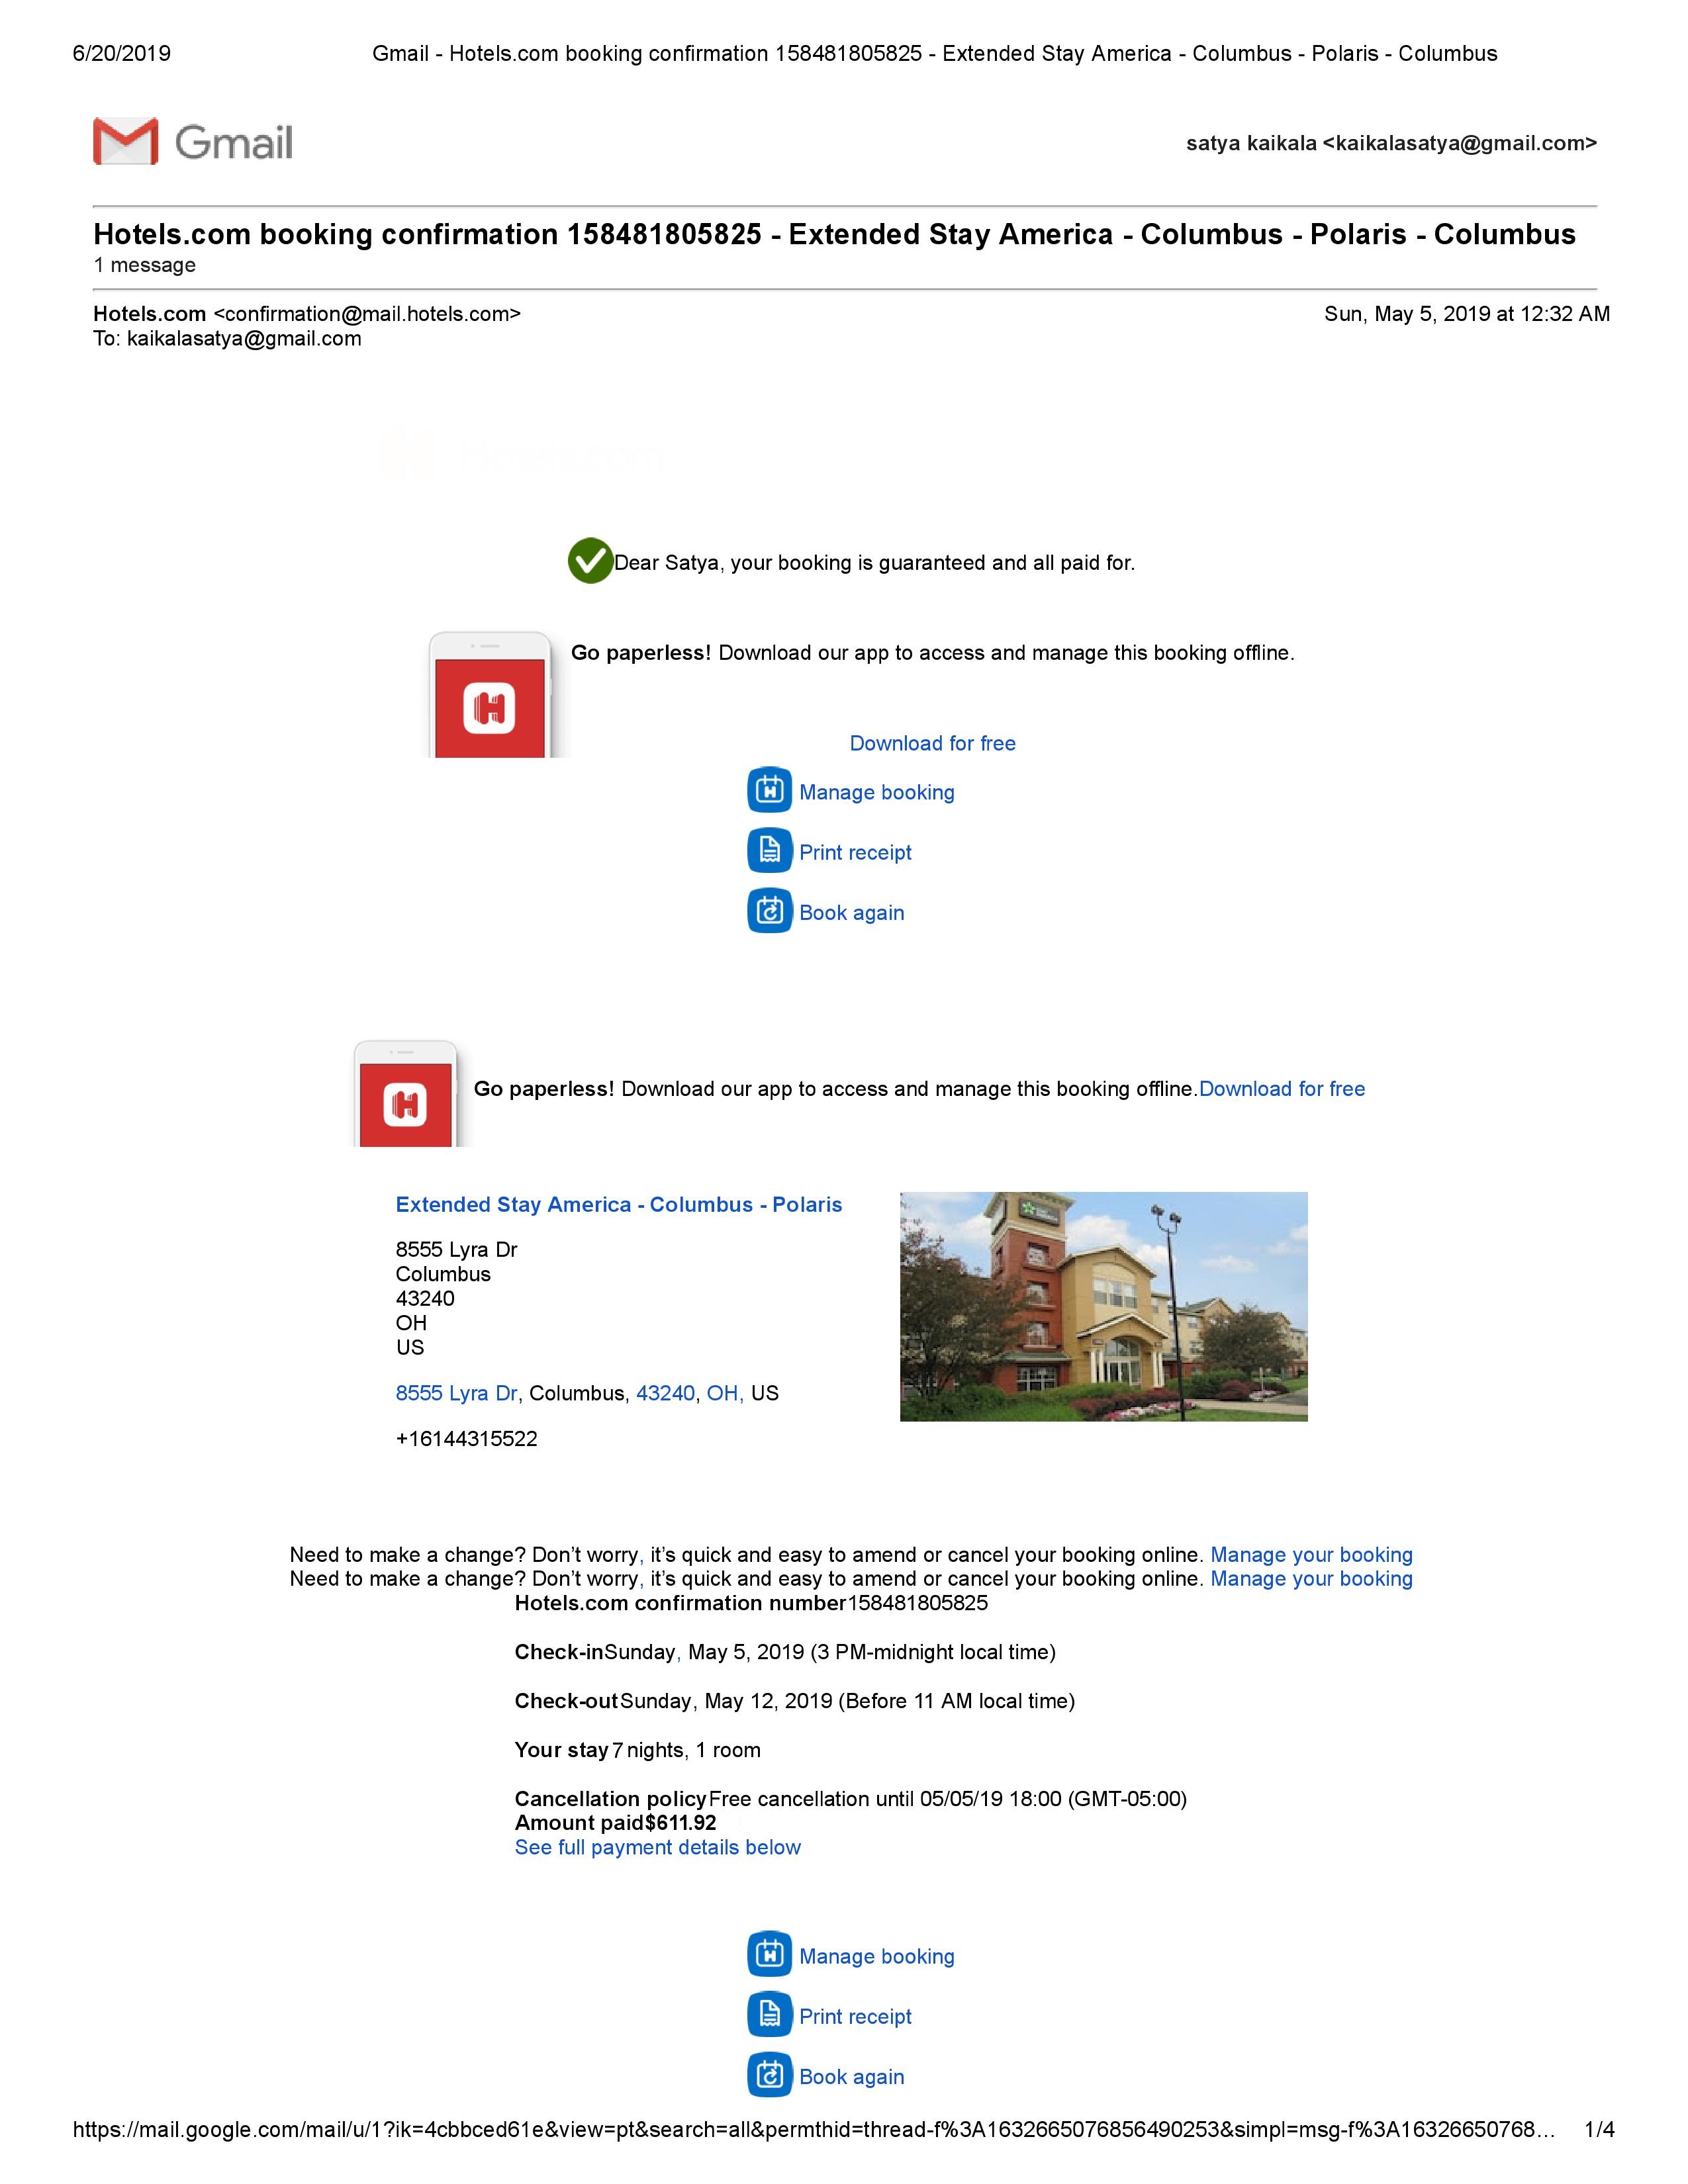 6/20/2019 Gmail - Hotels.com booking confirmation 158481805825 - Extended Stay America - Columbus - Polaris - Columbus
Gmail satya kaikala <kaikalasatya@gmail.com>
Hotels.com booking confirmation 158481805825 - Extended Stay America - Columbus - Polaris - Columbus
1 message
Hotels.com <confirmation@mail.hotels.com> Sun, May 5, 2019 at 12:32 AM
To: kaikalasatya@gmail.com
Dear Satya, your booking is guaranteed and all paid for.
Go paperless! Download our app to access and manage this booking offline.
Download for free
Manage booking
Print receipt
Book again
Go paperless! Download our app to access and manage this booking offline.Download for free
Extended Stay America - Columbus - Polaris
8555 Lyra Dr
Columbus
43240
OH
US
8555 Lyra Dr, Columbus, 43240, OH, US
+16144315522
Need to make a change? Don’t worry, it’s quick and easy to amend or cancel your booking online. Manage your booking
Need to make a change? Don’t worry, it’s quick and easy to amend or cancel your booking online. Manage your booking
Hotels.com confirmation number158481805825
Check-inSunday, May 5, 2019 (3 PM-midnight local time)
Check-outSunday, May 12, 2019 (Before 11 AM local time)
Your stay7 nights, 1 room
Cancellation policyFree cancellation until 05/05/19 18:00 (GMT-05:00)
Amount paid$611.92
See full payment details below
Manage booking
Print receipt
Book again
https://mail.google.com/mail/u/1?ik=4cbbced61e&view=pt&search=all&permthid=thread-f%3A1632665076856490253&simpl=msg-f%3A16326650768… 1/4